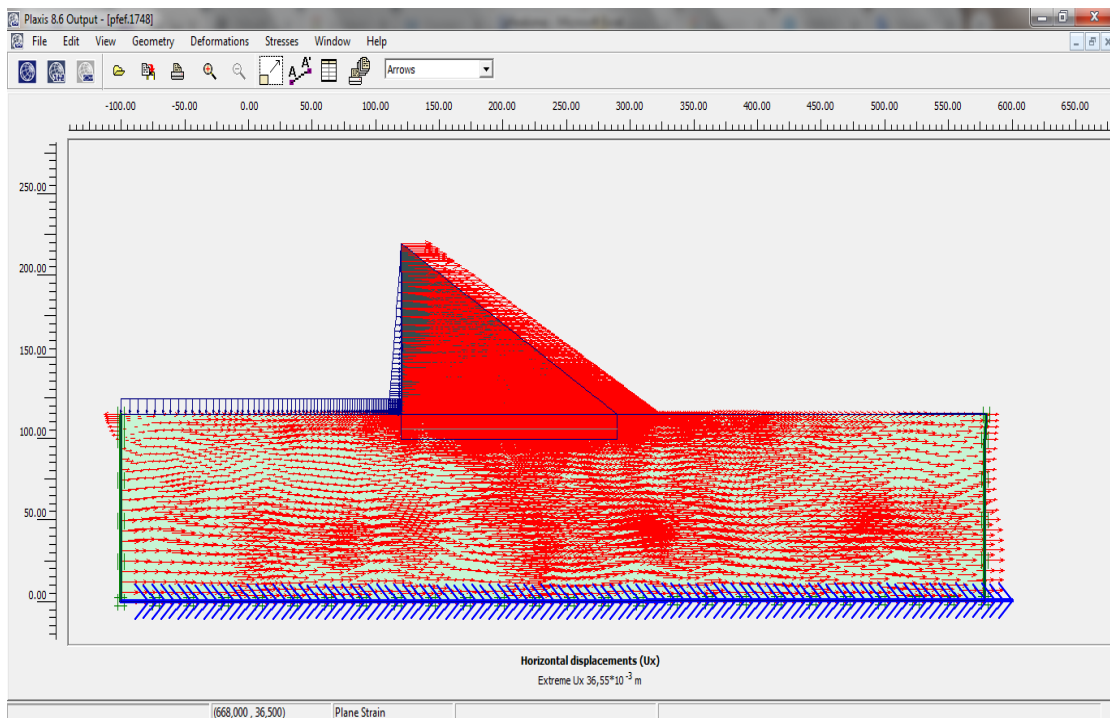 Plaxis 8.6 Output - [pfef.1748]
File Edit View Geometry Deformations Stresses Window Help
Arrows
-100.00 -50.00 0.00 50.00 100.00 150.00 200.00 250.00 300.00 350.00 400.00 450.00 500.00 550.00 600.00 650.00
250.00
200.00
150.00
100.00
50.00
0.00
Horizontal displacements (Ux)
Extreme Ux 36,55*10 -3 m
(668,000 , 36,500) Plane Strain